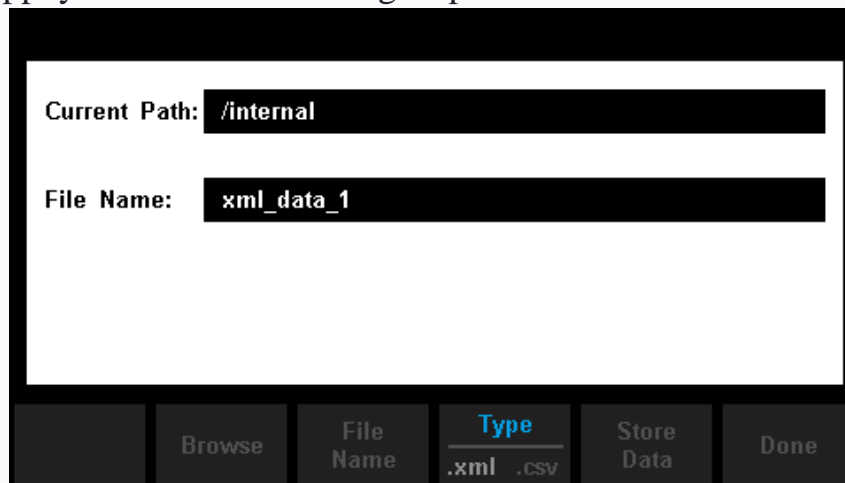 Current Path: /internal
File Name: xml_data_1
Browse
File
Name
Type
.xml .csv
Store
Data
Done